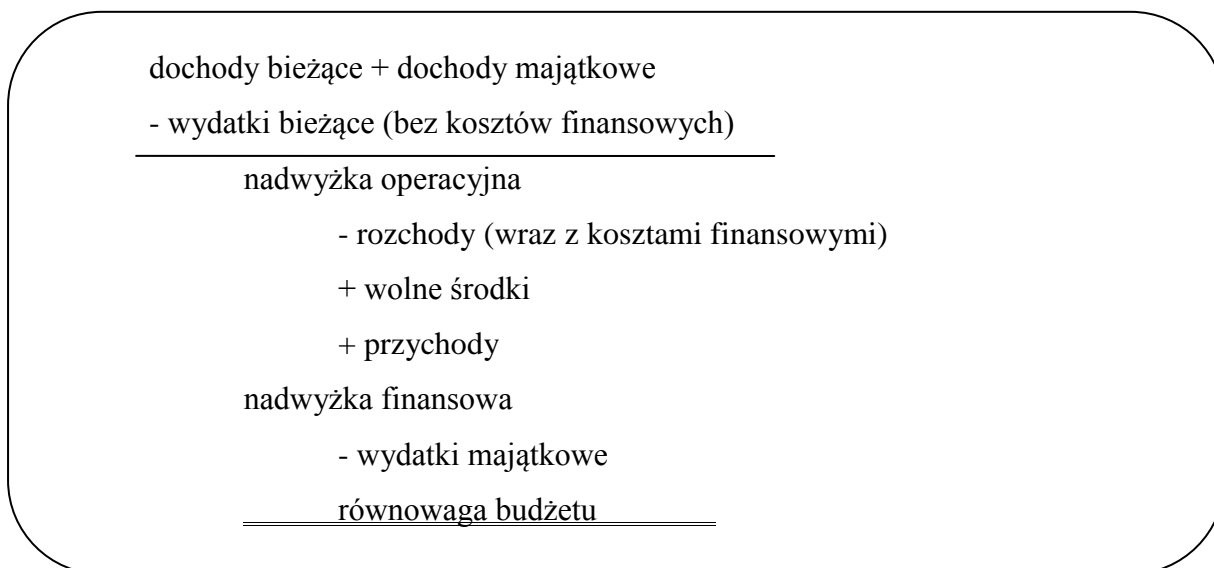 dochody bieżące + dochody majątkowe
- wydatki bieżące (bez kosztów finansowych)
nadwyżka operacyjna
- rozchody (wraz z kosztami finansowymi)
+ wolne środki
+ przychody
nadwyżka finansowa
- wydatki majątkowe
równowaga budżetu